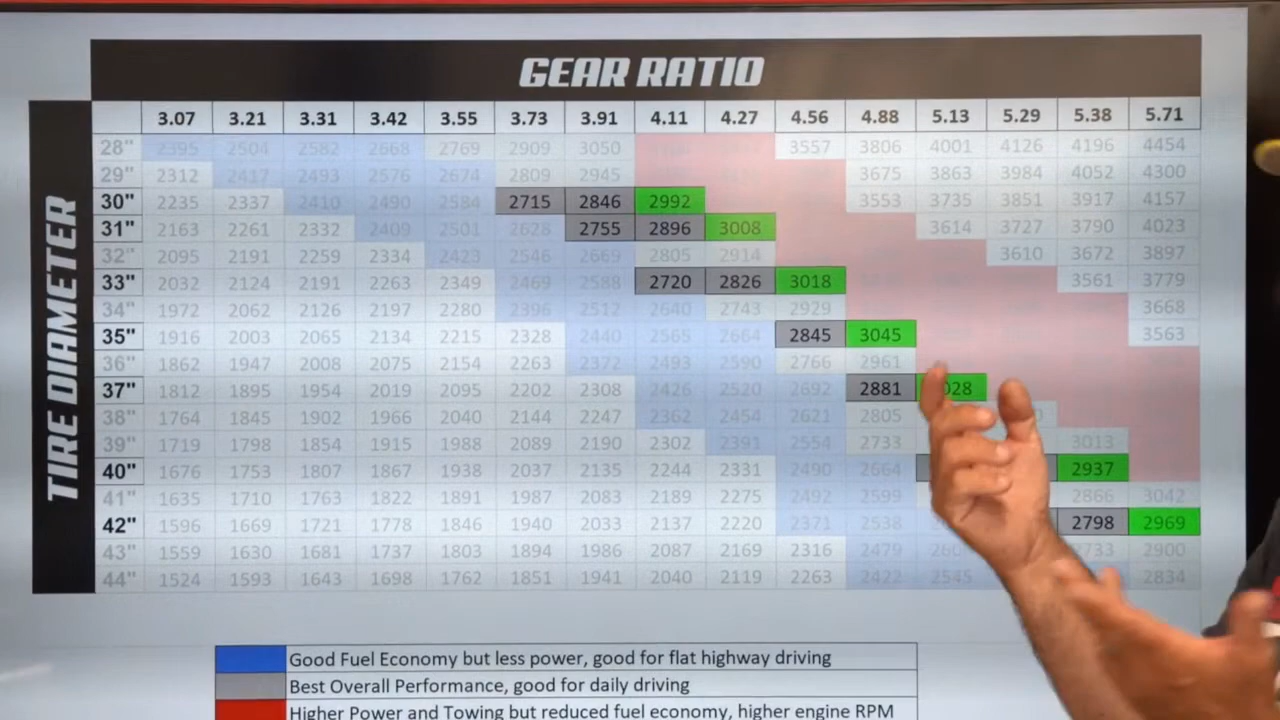 GEAR RATIO
TIRE DIAMETER
3.07 3.21 3.31 3.42 3.55 3.73 3.91 4.11 4.27 4.56 4.88 5.13 5.29 5.38 5.71
28" 2395 2504 2582 2668 2769 2909 3050 3557 3806 4001 4126 4196 4454
29" 2312 2417 2493 2576 2674 2809 2945 3675 3863 3984 4052 4300
30" 2235 2337 2410 2490 2584 2715 2846 2992 3553 3735 3851 3917 4157
31" 2163 2261 2332 2409 2501 2628 2755 2896 3008 3614 3727 3790 4023
32" 2095 2191 2259 2334 2423 2546 2669 2805 2914 3610 3672 3897
33" 2032 2124 2191 2263 2349 2469 2588 2720 2826 3018 3561 3779
34" 1972 2062 2126 2197 2280 2396 2512 2640 2743 2929 3668
35" 1916 2003 2065 2134 2215 2328 2440 2565 2664 2845 3045 3563
36" 1862 1947 2008 2075 2154 2263 2372 2493 2590 2766 2961
37" 1812 1895 1954 2019 2095 2202 2308 2426 2520 2692 2881 028
38" 1764 1845 1902 1966 2040 2144 2247 2362 2454 2621 2805
39" 1719 1798 1854 1915 1988 2089 2190 2302 2391 2554 2733 3013
40" 1676 1753 1807 1867 1938 2037 2135 2244 2331 2490 2664 2937
41" 1635 1710 1763 1822 1891 1987 2083 2189 2275 2492 2599 2866 3042
42" 1596 1669 1721 1778 1846 1940 2033 2137 2220 2371 2538 2798 2969
43" 1559 1630 1681 1737 1803 1894 1986 2087 2169 2316 2479 2733 2900
44" 1524 1593 1643 1698 1762 1851 1941 2040 2119 2263 2422 2545 2834
Good Fuel Economy but less power, good for flat highway driving
Best Overall Performance, good for daily driving
Higher Power and Towing but reduced fuel economy, higher engine RPM